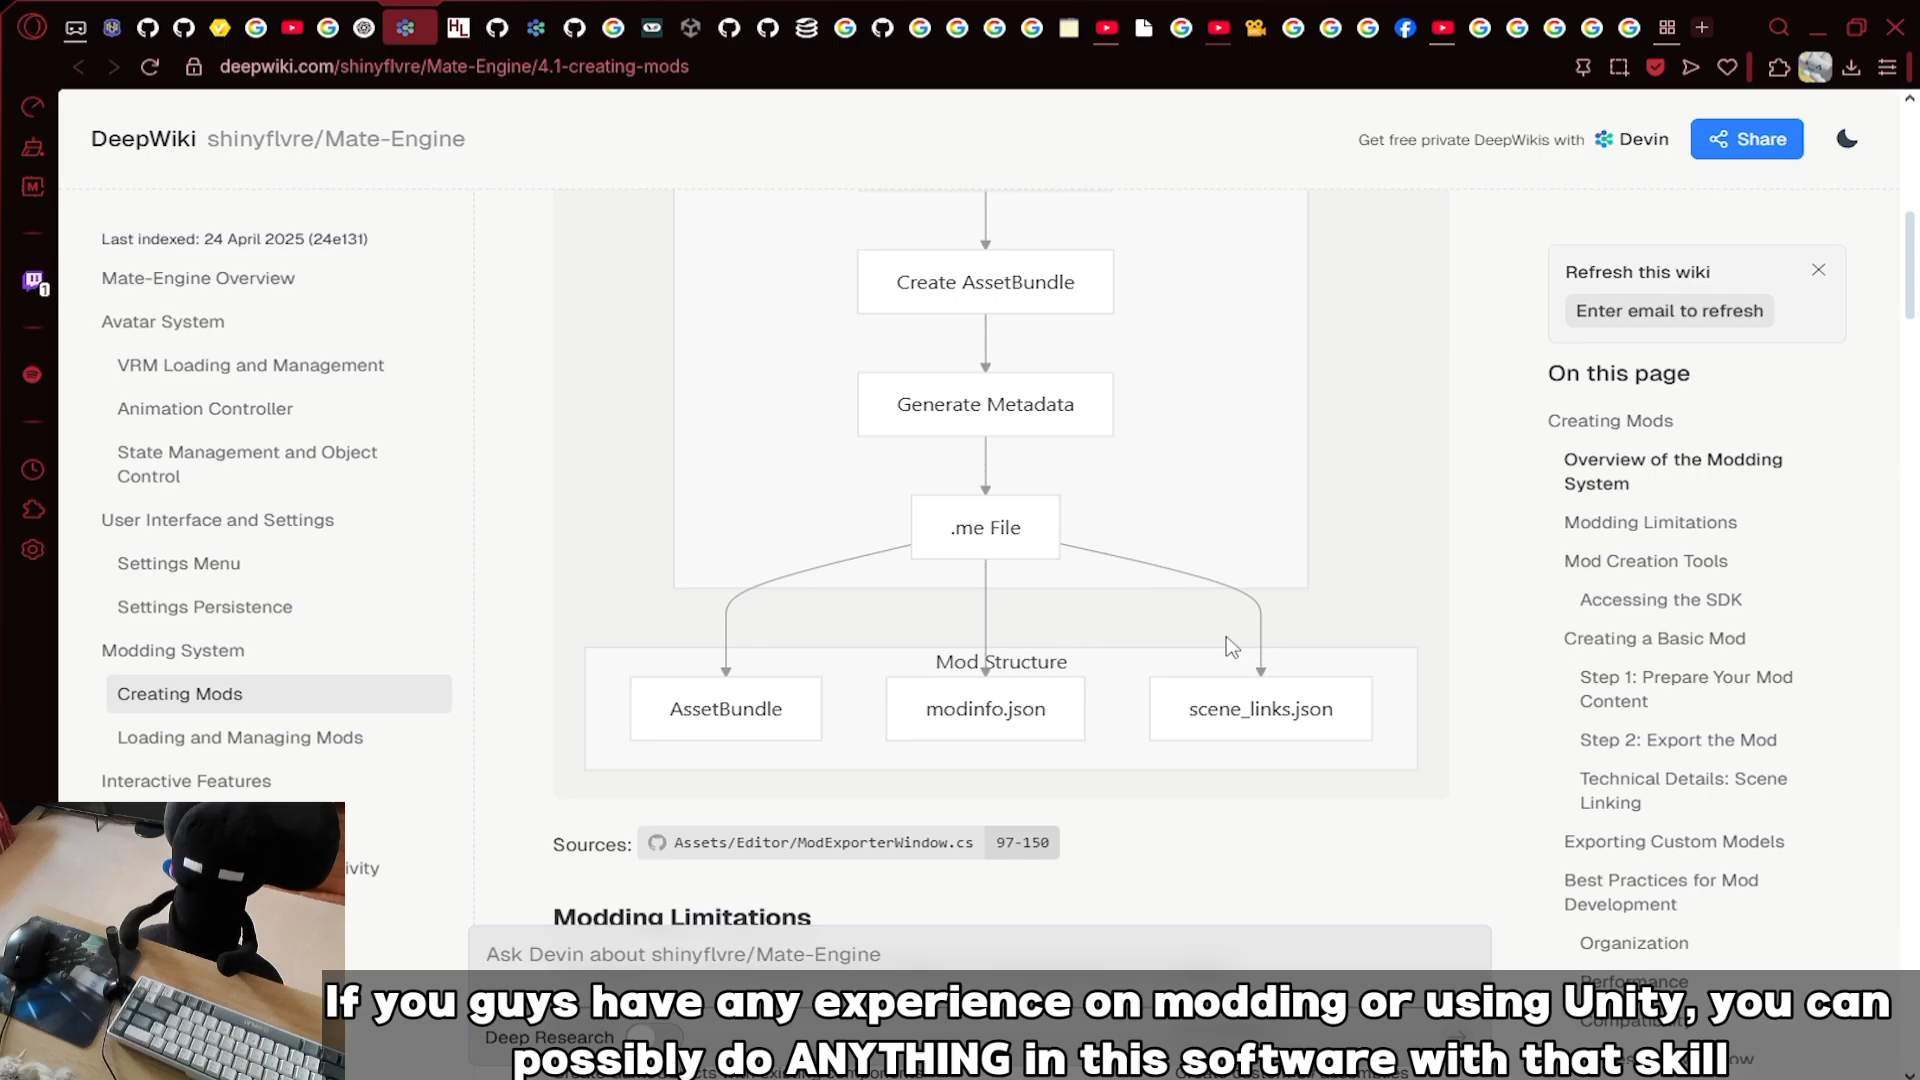 deepwiki.com/shinyflvre/Mate-Engine/4.1-creating-mods
DeepWiki shinyflvre/Mate-Engine
Get free private DeepWikis with Devin
Share
Last indexed: 24 April 2025 (24e131)
Mate-Engine Overview
Avatar System
VRM Loading and Management
Animation Controller
State Management and Object
Control
User Interface and Settings
Settings Menu
Settings Persistence
Modding System
Creating Mods
Loading and Managing Mods
Interactive Features
ivity
Create AssetBundle
Generate Metadata
.me File
Mod Structure
AssetBundle
modinfo.json
scene_links.json
Sources:
Assets/Editor/ModExporterWindow.cs 97-150
Modding Limitations
Ask Devin about shinyflvre/Mate-Engine
Deep Research
Refresh this wiki
Enter email to refresh
On this page
Creating Mods
Overview of the Modding
System
Modding Limitations
Mod Creation Tools
Accessing the SDK
Creating a Basic Mod
Step 1: Prepare Your Mod
Content
Step 2: Export the Mod
Technical Details: Scene
Linking
Exporting Custom Models
Best Practices for Mod
Development
Organization
Performance
If you guys have any experience on modding or using Unity, you can
possibly do ANYTHING in this software with that skill